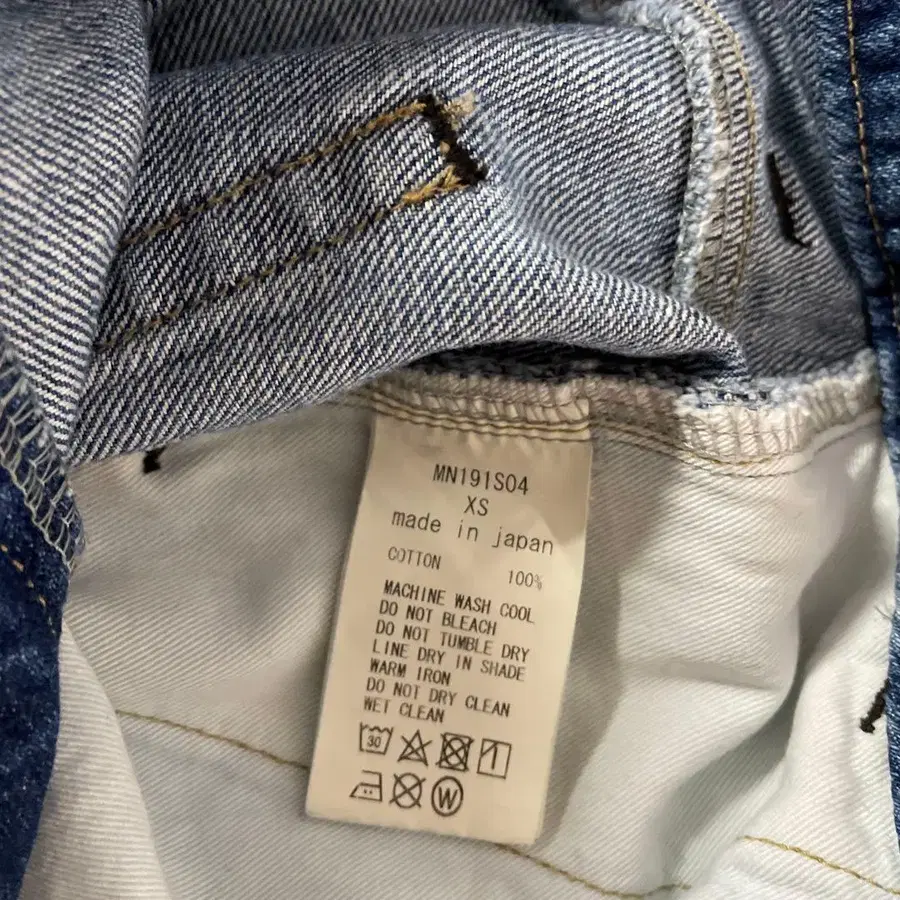 MN191S04
XS
made in japan
COTTON 100%
MACHINE WASH COOL
DO NOT BLEACH
DO NOT TUMBLE DRY
LINE DRY IN SHADE
WARM IRON
DO NOT DRY CLEAN
WET CLEAN
30
W